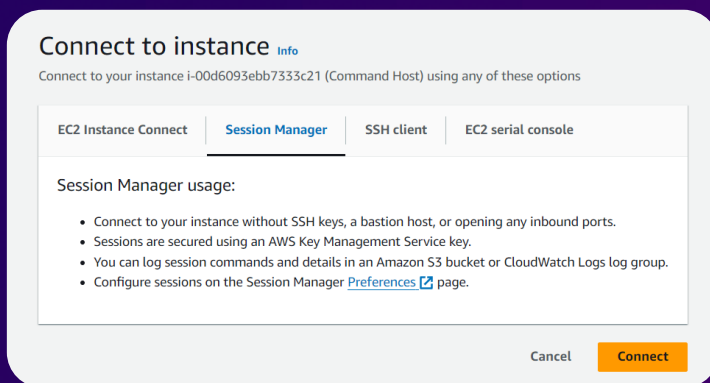 Connect to instance Info
Connect to your instance i-00d6093ebb7333c21 (Command Host) using any of these options
EC2 Instance Connect
Session Manager
SSH client
EC2 serial console
Session Manager usage:
• Connect to your instance without SSH keys, a bastion host, or opening any inbound ports.
• Sessions are secured using an AWS Key Management Service key.
• You can log session commands and details in an Amazon S3 bucket or CloudWatch Logs log group.
• Configure sessions on the Session Manager Preferences page.
Cancel
Connect